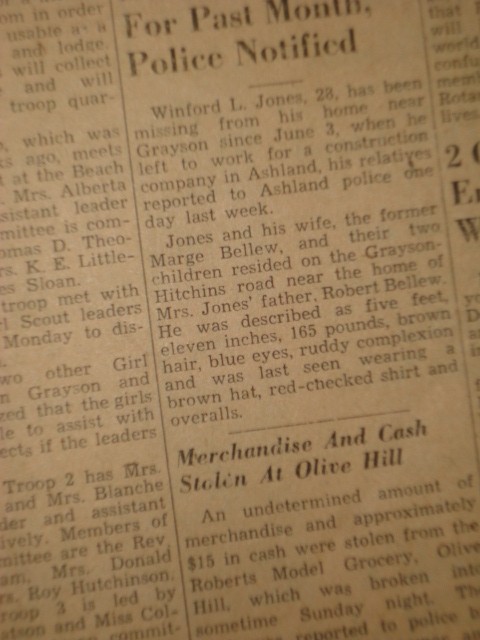 om in order
usable as a
and lodge.
will collect
and will
troop quar-
, which was
ks ago, meets
t at the Beach
Mrs. Alberta
sistant leader
mittee is com-
omas D. Theo-
rs. K. E. Little-
es Sloan.
troop met with
l Scout leaders
Monday to dis-
wo other Girl
n Grayson and
zed that the girls
le to assist with
ects if the leaders
Troop 2 has Mrs.
and Mrs. Blanche
der and assistant
ively. Members of
mittee are the Rev.
am, Mrs. Donald
rs. Roy Hutchinson.
roop 3 is led by
tson and Miss Col-
commit-
For Past Month,
Police Notified
Winford L. Jones, 28, has been
missing from his home near
Grayson since June 3, when he
left to work for a construction
company in Ashland, his relatives
reported to Ashland police one
day last week.
Jones and his wife, the former
Marge Bellew, and their two
children resided on the Grayson-
Hitchins road near the home of
Mrs. Jones' father, Robert Bellew.
He was described as five feet,
eleven inches, 165 pounds, brown
hair, blue eyes, ruddy complexion
and was last seen wearing a
brown hat, red-checked shirt and
overalls.
Merchandise And Cash
Stolen At Olive Hill
An undetermined amount of
merchandise and approximately
$15 in cash were stolen from the
Roberts Model Grocery, Olive
Hill, which was broken into
sometime Sunday night. The
reported to police
that
will
world
confu
memb
Rotar
lives.
2
E
W